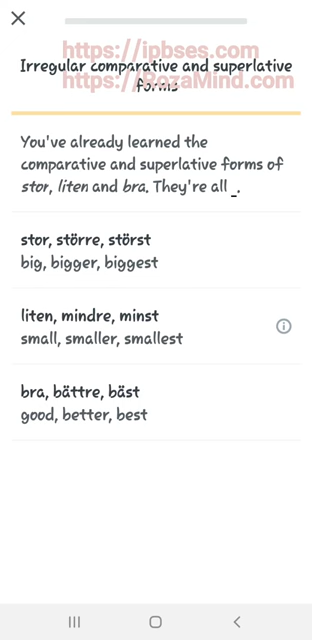 https://ipbses.com
Irregular comparative and superlative
https://RozaMind.com
forms
You've already learned the
comparative and superlative forms of
stor, liten and bra. They're all _.
stor, större, störst
big, bigger, biggest
liten, mindre, minst
small, smaller, smallest
bra, bättre, bäst
good, better, best